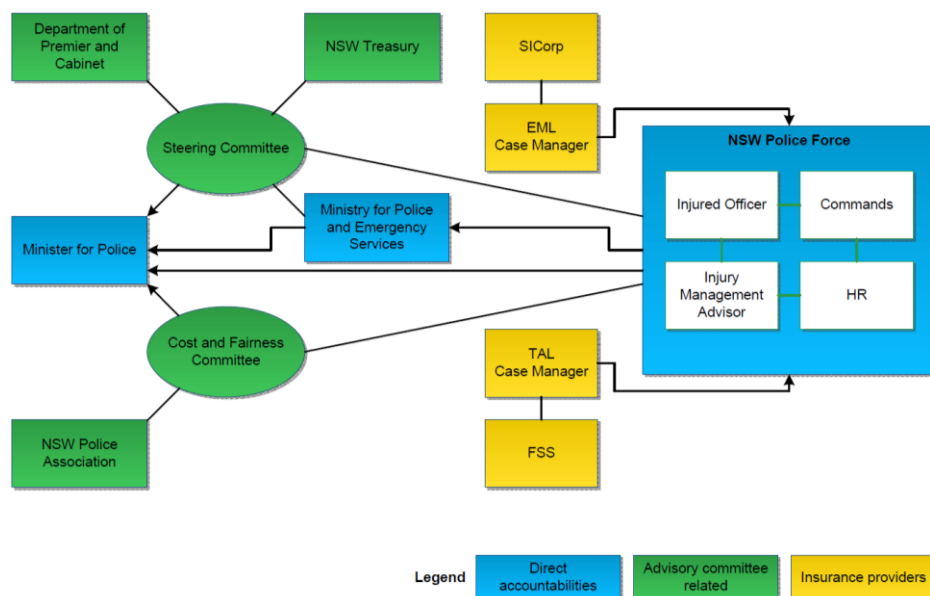 Department of
Premier and
Cabinet
NSW Treasury
SICorp
EML
Case Manager
NSW Police Force
Steering Committee
Injured Officer
Commands
Ministry for Police
and Emergency
Services
Minister for Police
Injury
Management
Advisor
HR
Cost and Fairness
Committee
TAL
Case Manager
NSW Police
Association
FSS
Legend
Direct
accountabilities
Advisory committee
related
Insurance providers